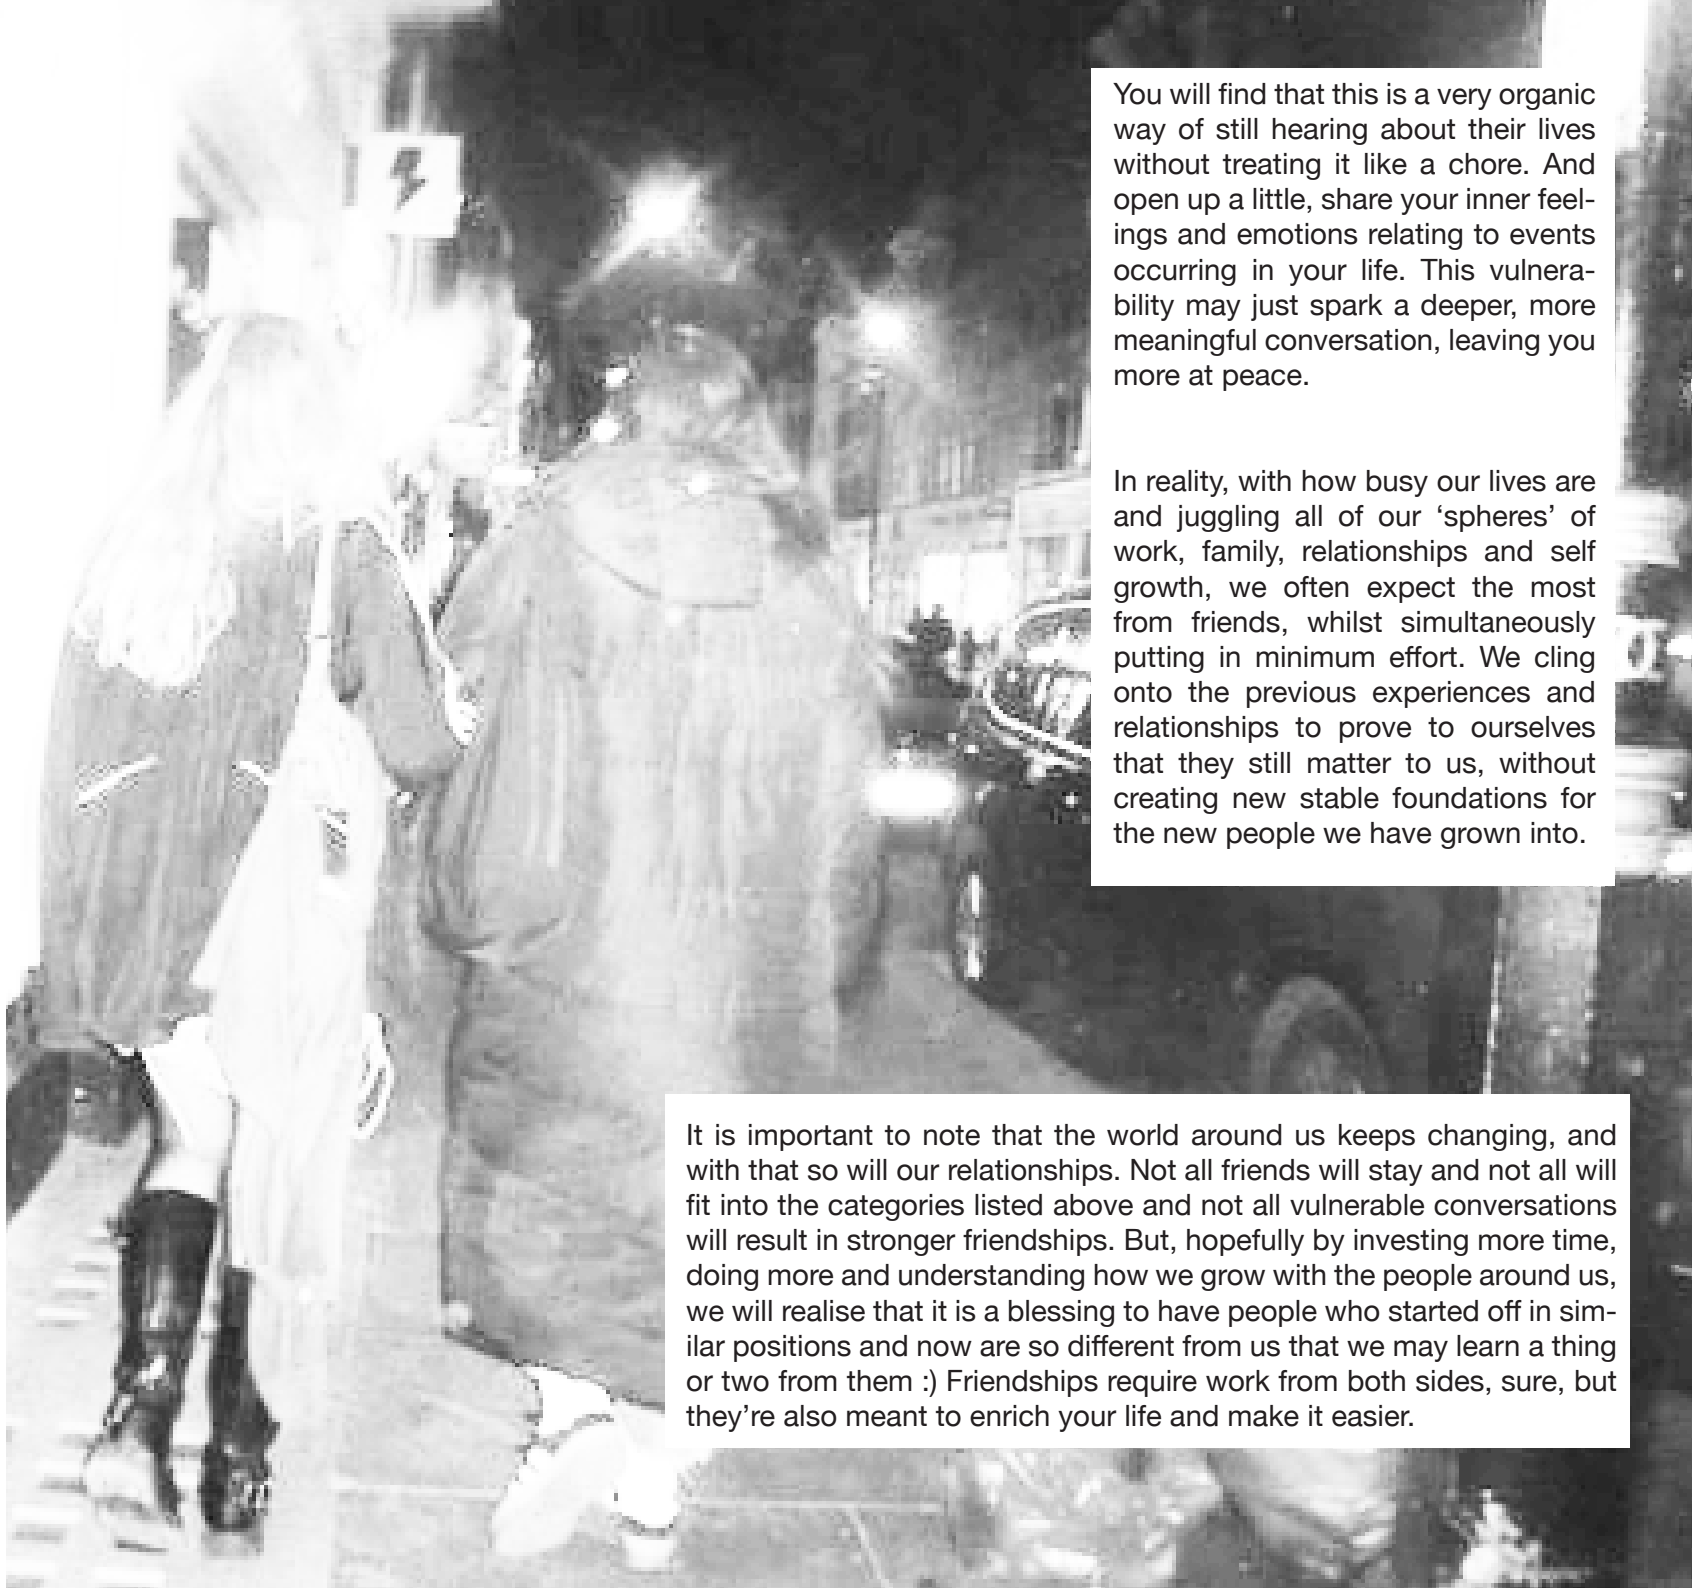 You will find that this is a very organic
way of still hearing about their lives
without treating it like a chore. And
open up a little, share your inner feel-
ings and emotions relating to events
occurring in your life. This vulnera-
bility may just spark a deeper, more
meaningful conversation, leaving you
more at peace.
In reality, with how busy our lives are
and juggling all of our ‘spheres’ of
work, family, relationships and self
growth, we often expect the most
from friends, whilst simultaneously
putting in minimum effort. We cling
onto the previous experiences and
relationships to prove to ourselves
that they still matter to us, without
creating new stable foundations for
the new people we have grown into.
It is important to note that the world around us keeps changing, and
with that so will our relationships. Not all friends will stay and not all will
fit into the categories listed above and not all vulnerable conversations
will result in stronger friendships. But, hopefully by investing more time,
doing more and understanding how we grow with the people around us,
we will realise that it is a blessing to have people who started off in sim-
ilar positions and now are so different from us that we may learn a thing
or two from them :) Friendships require work from both sides, sure, but
they’re also meant to enrich your life and make it easier.